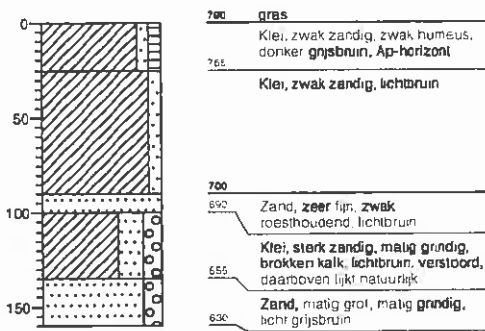 0
50
100
150
790 gras
Klei, zwak zandig, zwak humeus,
donker grijsbruin, Ap-horizont
765
Klei, zwak zandig, lichtbruin
700
690 Zand, zeer fijn, zwak
roesthoudend, lichtbruin
Klei, sterk zandig, matig grindig,
brokken kalk, lichtbruin, verstoord,
655 daarboven lijkt natuurlijk
Zand, matig grof, matig grindig,
630 licht grijsbruin